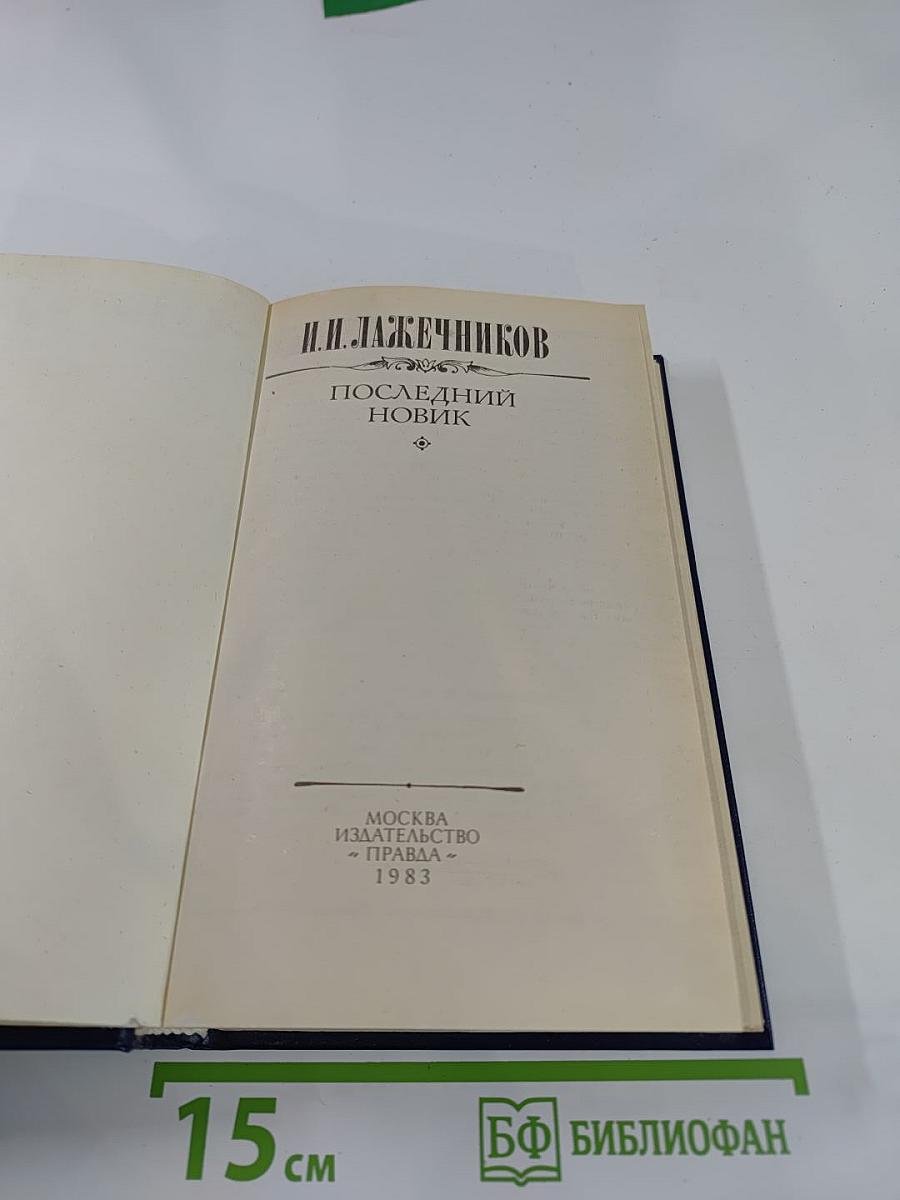 И.И.ЛАЖЕЧНИКОВ
ПОСЛЕДНИЙ
НОВИК
МОСКВА
ИЗДАТЕЛЬСТВО
« ПРАВДА »
1983
15 см
БФ БИБЛИОФАН